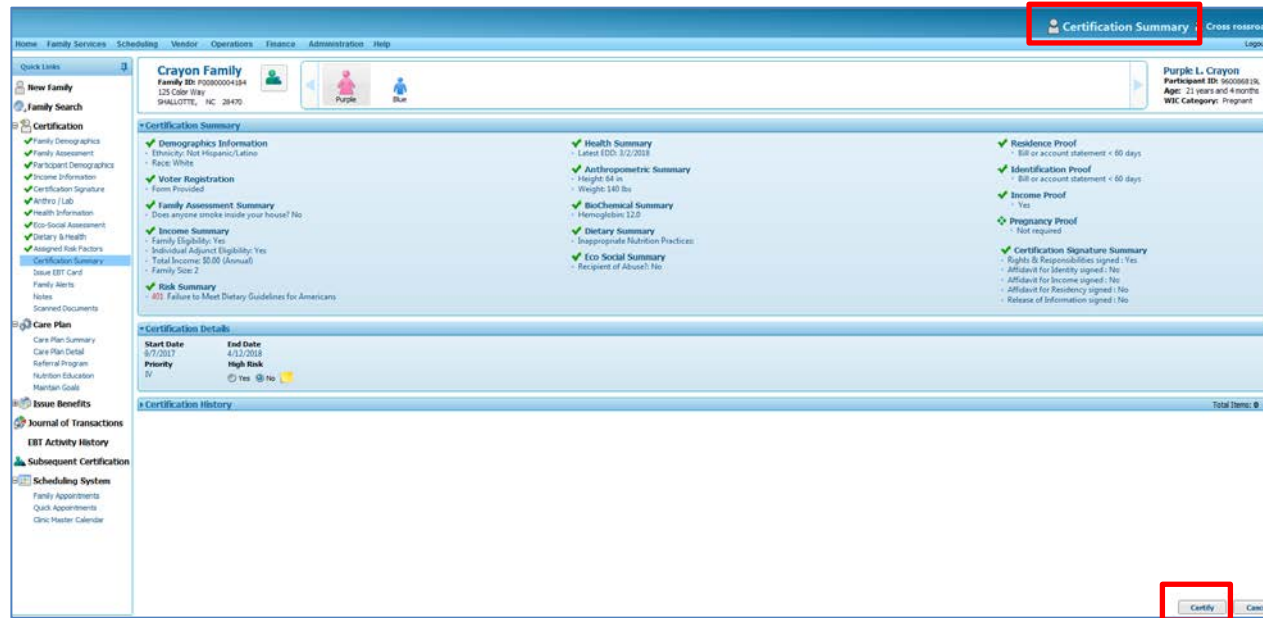 Certification Summary
Cross rossroa
Home Family Services Scheduling Vendor Operations Finance Administration Help
Logou
Quick Links
New Family
Family Search
Certification
Family Demographics
Family Assessment
Participant Demographics
Income Information
Certification Signature
Anthro / Lab
Health Information
Eco-Social Assessment
Dietary & Health
Assigned Risk Factors
Certification Summary
Issue EBT Card
Family Alerts
Notes
Scanned Documents
Care Plan
Care Plan Summary
Care Plan Detail
Referral Program
Nutrition Education
Maintain Goals
Issue Benefits
Journal of Transactions
EBT Activity History
Subsequent Certification
Scheduling System
Family Appointments
Quick Appointments
Clinic Master Calendar
Crayon Family
Family ID: P00800004184
125 Color Way
SHALLOTTE, NC 28470
Purple
Blue
Purple L. Crayon
Participant ID: 960086819L
Age: 21 years and 4 months
WIC Category: Pregnant
Certification Summary
Demographics Information
- Ethnicity: Not Hispanic/Latino
- Race: White
Voter Registration
- Form Provided
Family Assessment Summary
- Does anyone smoke inside your house? No
Income Summary
- Family Eligibility: Yes
- Individual Adjunct Eligibility: Yes
- Total Income: $0.00 (Annual)
- Family Size: 2
Risk Summary
- 401: Failure to Meet Dietary Guidelines for Americans
Health Summary
- Latest EDD: 3/2/2018
Anthropometric Summary
- Height: 64 in
- Weight: 140 lbs
BioChemical Summary
- Hemoglobin: 12.0
Dietary Summary
- Inappropriate Nutrition Practices:
Eco Social Summary
- Recipient of Abuse?: No
Residence Proof
- Bill or account statement < 60 days
Identification Proof
- Bill or account statement < 60 days
Income Proof
- Yes
Pregnancy Proof
- Not required
Certification Signature Summary
- Rights & Responsibilities signed : Yes
- Affidavit for Identity signed : No
- Affidavit for Income signed : No
- Affidavit for Residency signed : No
- Release of Information signed : No
Certification Details
Start Date End Date
9/7/2017 4/12/2018
Priority High Risk
IV Yes No
Certification History
Total Items: 0
Certify Canc